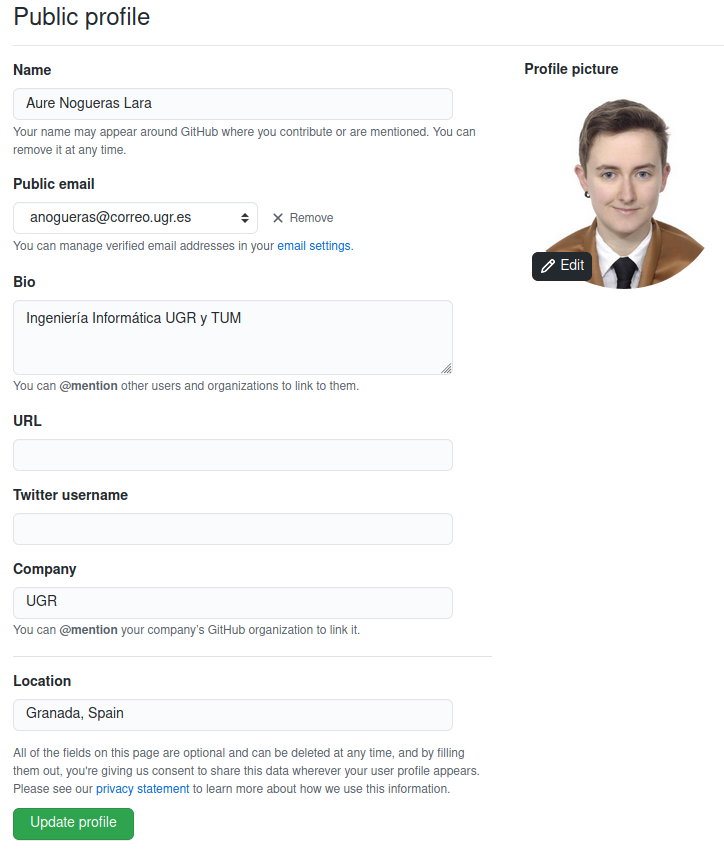 Public profile
Name
Profile picture
Aure Nogueras Lara
Your name may appear around GitHub where you contribute or are mentioned. You can
remove it at any time.
Public email
anogueras@correo.ugr.es
Remove
You can manage verified email addresses in your email settings.
Edit
Bio
Ingeniería Informática UGR y TUM
You can @mention other users and organizations to link to them.
URL
Twitter username
Company
UGR
You can @mention your company's GitHub organization to link it.
Location
Granada, Spain
All of the fields on this page are optional and can be deleted at any time, and by filling
them out, you're giving us consent to share this data wherever your user profile appears.
Please see our privacy statement to learn more about how we use this information.
Update profile